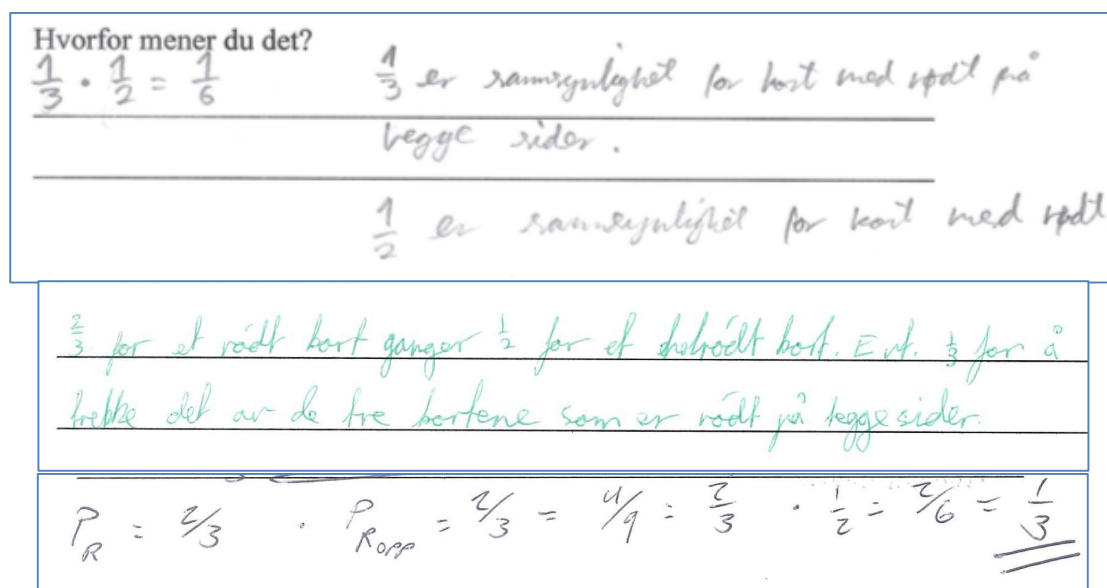 Hvorfor mener du det?
1/3 · 1/2 = 1/6 1/3 er sannsynlighet for kort med rødt på
begge sider.
1/2 er sannsynlighet for kort med rødt
2/3 for et rødt kort ganger 1/2 for et helrødt kort. Evt. 1/3 for å
trekke det av de tre kortene som er rødt på begge sider.
P_R = 2/3 · P_R OPP = 2/3 = 4/9 = 2/3 · 1/2 = 2/6 = 1/3